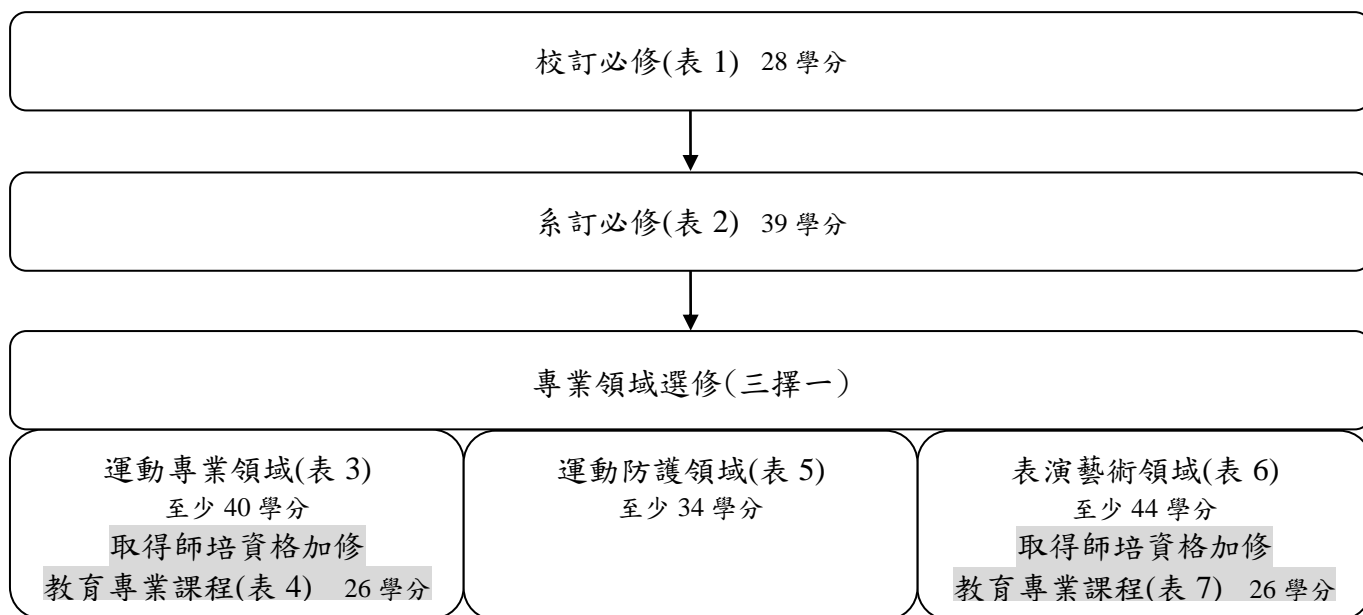 校訂必修(表 1) 28 學分
系訂必修(表 2) 39 學分
專業領域選修(三擇一)
運動專業領域(表 3)
至少 40 學分
取得師培資格加修
教育專業課程(表 4) 26 學分
運動防護領域(表 5)
至少 34 學分
表演藝術領域(表 6)
至少 44 學分
取得師培資格加修
教育專業課程(表 7) 26 學分